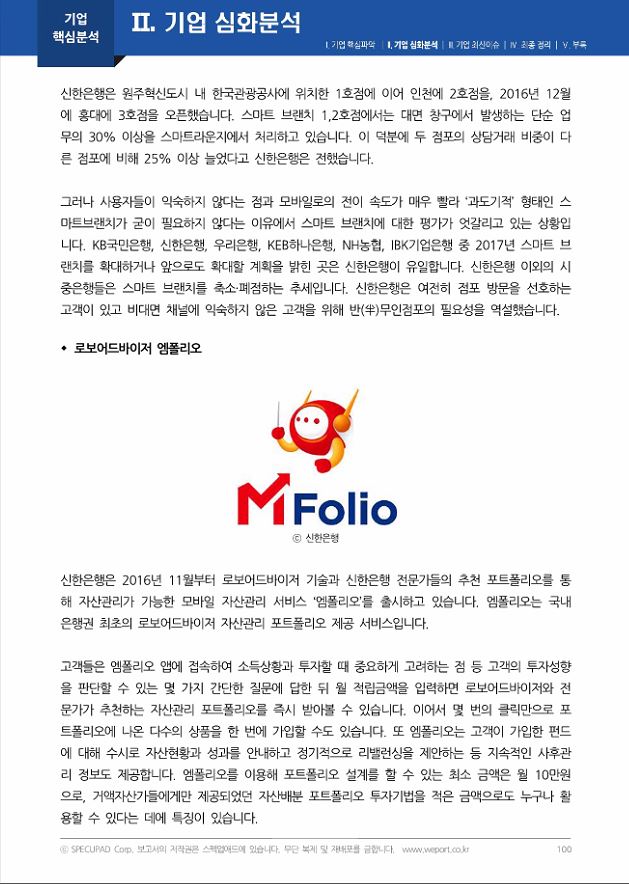 기업
핵심분석
II. 기업 심화분석
I. 기업 핵심파악 | II. 기업 심화분석 | III. 기업 최신이슈 | IV. 최종 정리 | V. 부록
신한은행은 원주혁신도시 내 한국관광공사에 위치한 1호점에 이어 인천에 2호점을, 2016년 12월
에 홍대에 3호점을 오픈했습니다. 스마트 브랜치 1,2호점에서는 대면 창구에서 발생하는 단순 업
무의 30% 이상을 스마트라운지에서 처리하고 있습니다. 이 덕분에 두 점포의 상담거래 비중이 다
른 점포에 비해 25% 이상 늘었다고 신한은행은 전했습니다.
그러나 사용자들이 익숙하지 않다는 점과 모바일로의 전이 속도가 매우 빨라 '과도기적' 형태인 스
마트브랜치가 굳이 필요하지 않다는 이유에서 스마트 브랜치에 대한 평가가 엇갈리고 있는 상황입
니다. KB국민은행, 신한은행, 우리은행, KEB하나은행, NH농협, IBK기업은행 중 2017년 스마트 브
랜치를 확대하거나 앞으로도 확대할 계획을 밝힌 곳은 신한은행이 유일합니다. 신한은행 이외의 시
중은행들은 스마트 브랜치를 축소·폐점하는 추세입니다. 신한은행은 여전히 점포 방문을 선호하는
고객이 있고 비대면 채널에 익숙하지 않은 고객을 위해 반(半)무인점포의 필요성을 역설했습니다.
◆ 로보어드바이저 엠폴리오
M Folio
ⓒ 신한은행
신한은행은 2016년 11월부터 로보어드바이저 기술과 신한은행 전문가들의 추천 포트폴리오를 통
해 자산관리가 가능한 모바일 자산관리 서비스 '엠폴리오'를 출시하고 있습니다. 엠폴리오는 국내
은행권 최초의 로보어드바이저 자산관리 포트폴리오 제공 서비스입니다.
고객들은 엠폴리오 앱에 접속하여 소득상황과 투자할 때 중요하게 고려하는 점 등 고객의 투자성향
을 판단할 수 있는 몇 가지 간단한 질문에 답한 뒤 월 적립금액을 입력하면 로보어드바이저와 전
문가가 추천하는 자산관리 포트폴리오를 즉시 받아볼 수 있습니다. 이어서 몇 번의 클릭만으로 포
트폴리오에 나온 다수의 상품을 한 번에 가입할 수도 있습니다. 또 엠폴리오는 고객이 가입한 펀드
에 대해 수시로 자산현황과 성과를 안내하고 정기적으로 리밸런싱을 제안하는 등 지속적인 사후관
리 정보도 제공합니다. 엠폴리오를 이용해 포트폴리오 설계를 할 수 있는 최소 금액은 월 10만원
으로, 거액자산가들에게만 제공되었던 자산배분 포트폴리오 투자기법을 적은 금액으로도 누구나 활
용할 수 있다는 데에 특징이 있습니다.
ⓒ SPECUPAD Corp. 보고서의 저작권은 스펙업애드에 있습니다. 무단 복제 및 재배포를 금합니다. www.weport.co.kr
100